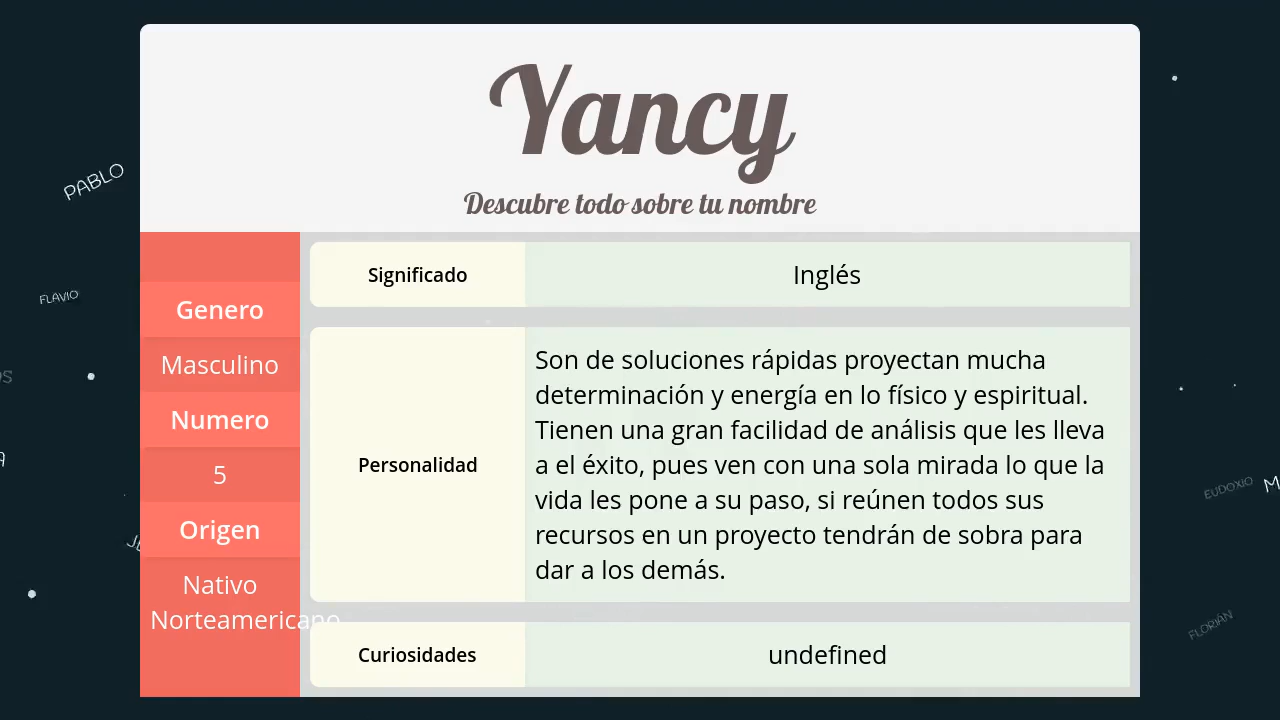 Yancy
Descubre todo sobre tu nombre
PABLO
FLAVIO
Genero
Masculino
Numero
5
Origen
Nativo
Norteamericano
Significado
Inglés
Personalidad
Son de soluciones rápidas proyectan mucha
determinación y energía en lo físico y espiritual.
Tienen una gran facilidad de análisis que les lleva
a el éxito, pues ven con una sola mirada lo que la
vida les pone a su paso, si reúnen todos sus
recursos en un proyecto tendrán de sobra para
dar a los demás.
Curiosidades
undefined
EUDOXIO
FLORIÁN